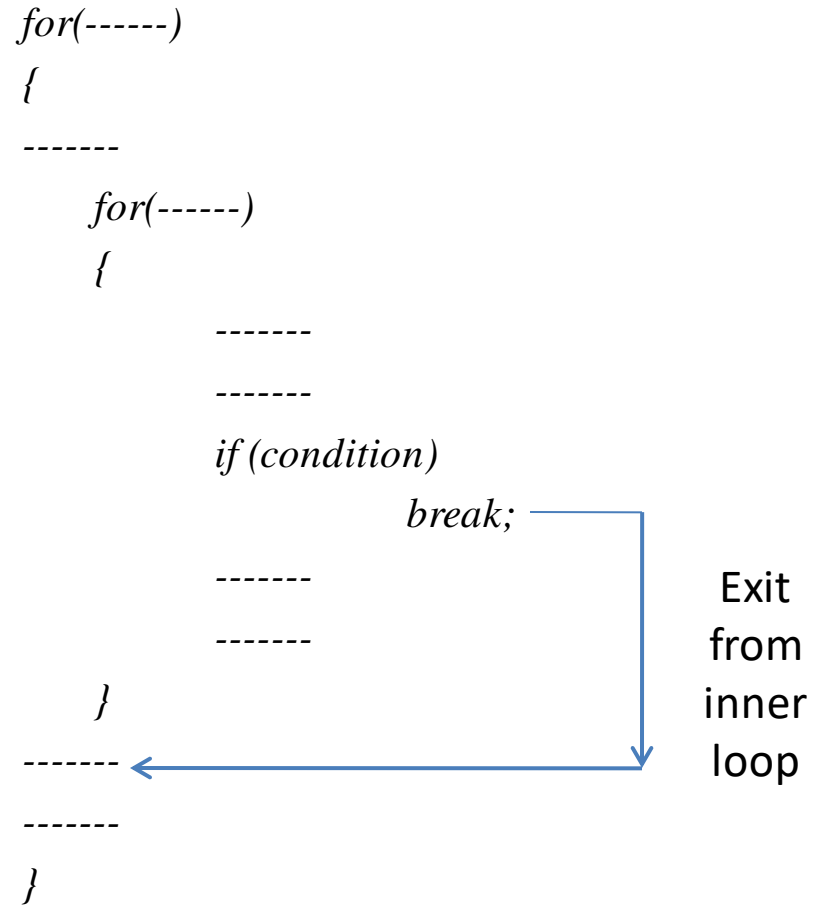 for(------)
{
-------
for(------)
{
-------
-------
if (condition)
break;
-------
-------
}
-------
-------
}
Exit
from
inner
loop